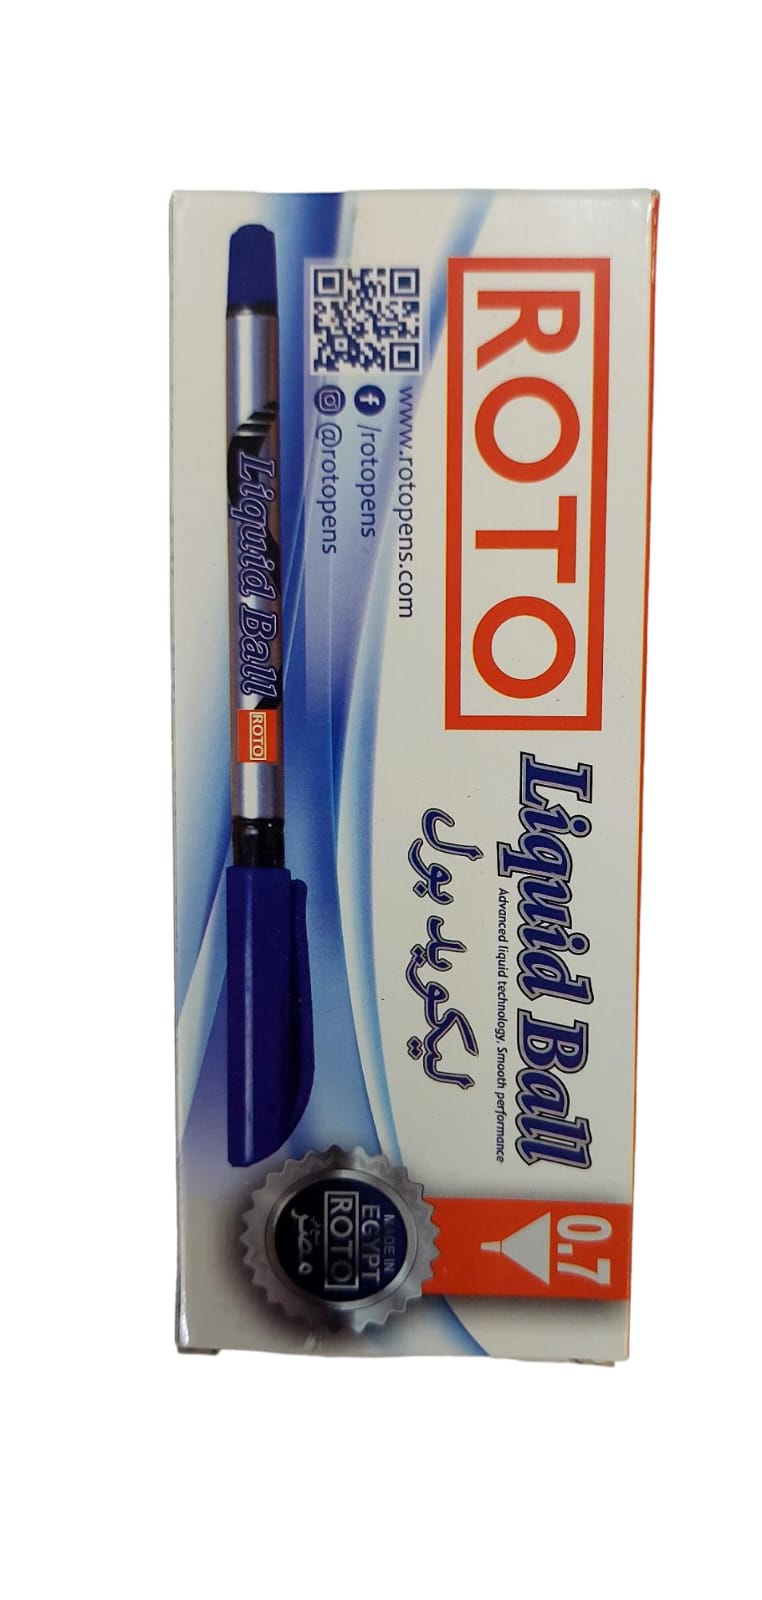 ROTO
Liquid Ball
Advanced liquid technology, Smooth performance
ليكويد بول
0.7
www.rotopens.com
/rotopens
@rotopens
Liquid Ball
ROTO
MADE IN
EGYPT
ROTO
صنع في
مصر